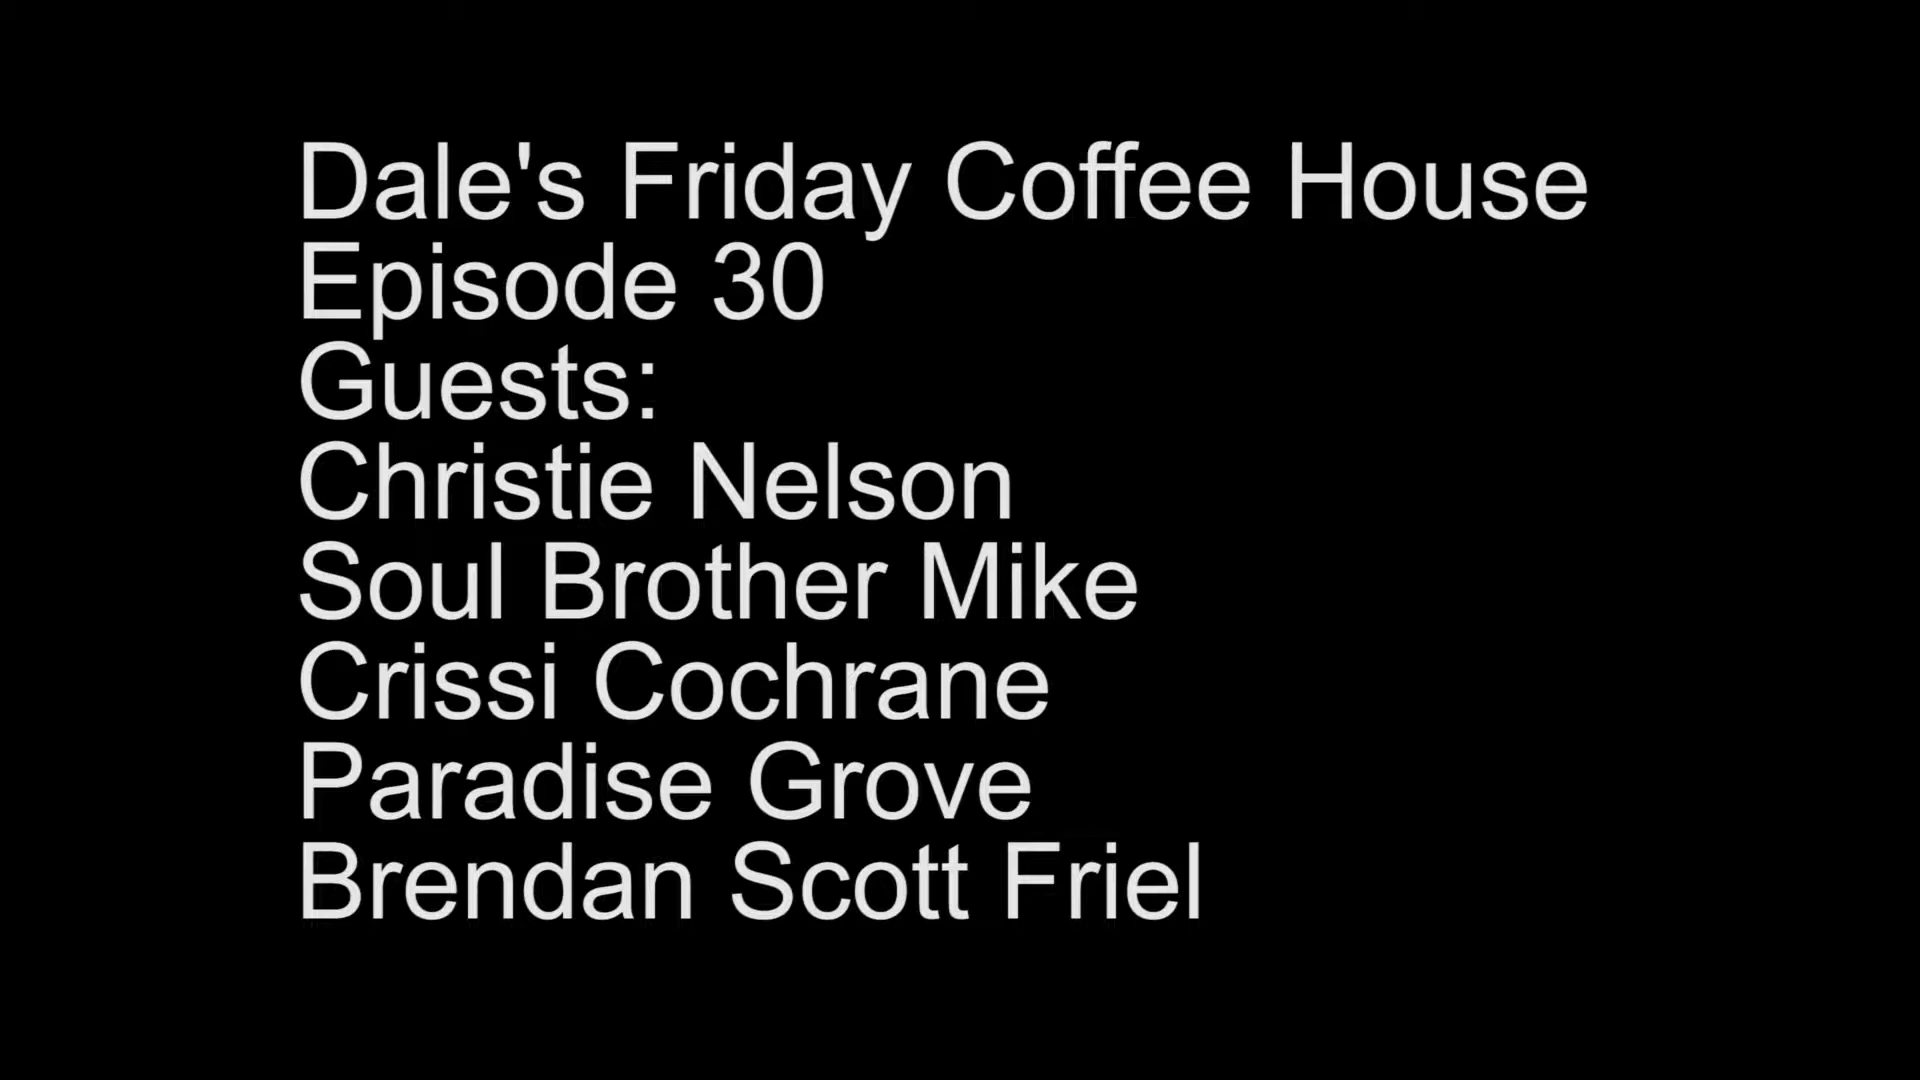 Dale's Friday Coffee House
Episode 30
Guests:
Christie Nelson
Soul Brother Mike
Crissi Cochrane
Paradise Grove
Brendan Scott Friel